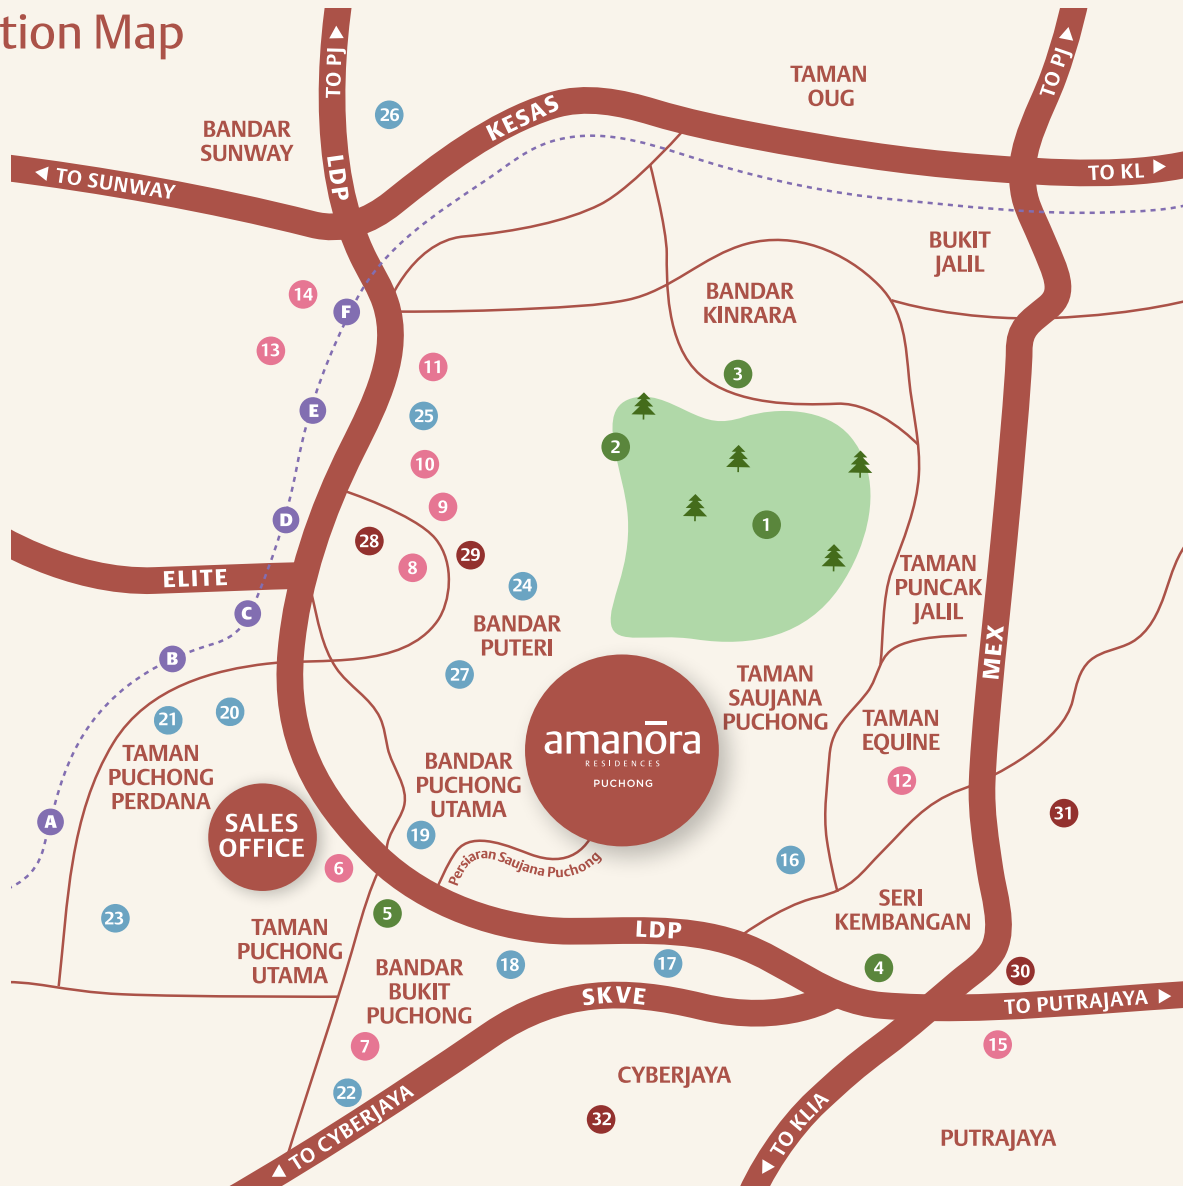 tion Map
TO PJ
TO PJ
TAMAN
OUG
26
KESAS
BANDAR
SUNWAY
LDP
TO SUNWAY
TO KL
BUKIT
JALIL
14
F
BANDAR
KINRARA
13
11
3
E
25
2
10
9
D
1
28
29
8
ELITE
24
TAMAN
PUNCAK
JALIL
C
BANDAR
PUTERI
MEX
B
27
TAMAN
SAUJANA
PUCHONG
21
20
TAMAN
EQUINE
amanōra
RESIDENCES
PUCHONG
TAMAN
PUCHONG
PERDANA
BANDAR
PUCHONG
UTAMA
12
A
SALES
OFFICE
31
19
Persiaran Saujana Puchong
16
6
23
5
SERI
KEMBANGAN
TAMAN
PUCHONG
UTAMA
LDP
18
17
4
30
BANDAR
BUKIT
PUCHONG
SKVE
TO PUTRAJAYA
7
15
CYBERJAYA
22
TO CYBERJAYA
32
TO KLIA
PUTRAJAYA